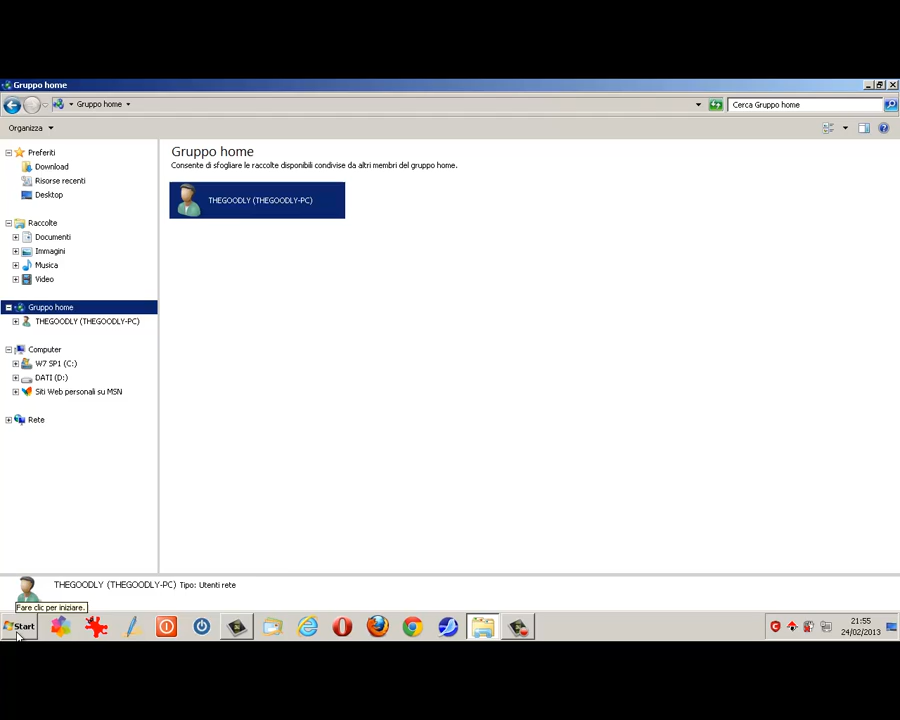 Gruppo home
Gruppo home
Cerca Gruppo home
Organizza
Preferiti
Download
Risorse recenti
Desktop
Raccolte
Documenti
Immagini
Musica
Video
Gruppo home
THEGOODLY (THEGOODLY-PC)
Computer
W7 SP1 (C:)
DATI (D:)
Siti Web personali su MSN
Rete
Gruppo home
Consente di sfogliare le raccolte disponibili condivise da altri membri del gruppo home.
THEGOODLY (THEGOODLY-PC)
THEGOODLY (THEGOODLY-PC) Tipo: Utenti rete
Fare clic per iniziare.
Start
21:55
24/02/2013